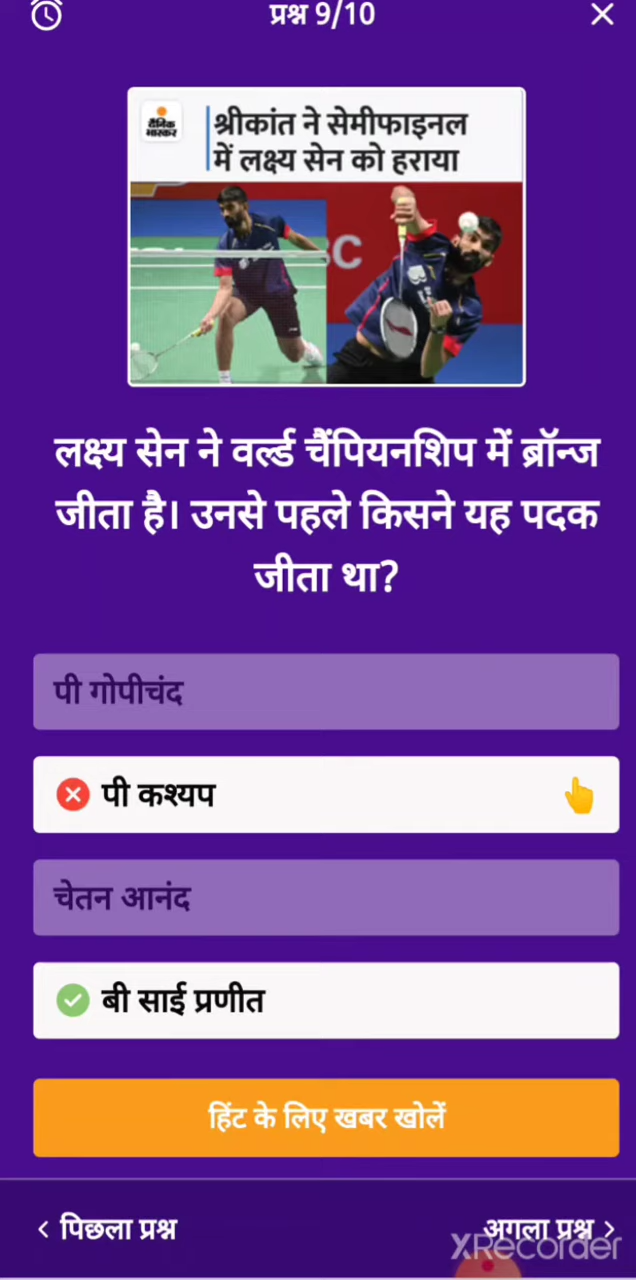 प्रश्न 9/10
दैनिक
भास्कर
श्रीकांत ने सेमीफाइनल
में लक्ष्य सेन को हराया
लक्ष्य सेन ने वर्ल्ड चैंपियनशिप में ब्रॉन्ज
जीता है। उनसे पहले किसने यह पदक
जीता था?
पी गोपीचंद
पी कश्यप
चेतन आनंद
बी साई प्रणीत
हिंट के लिए खबर खोलें
< पिछला प्रश्न
अगला प्रश्न >
XRecorder